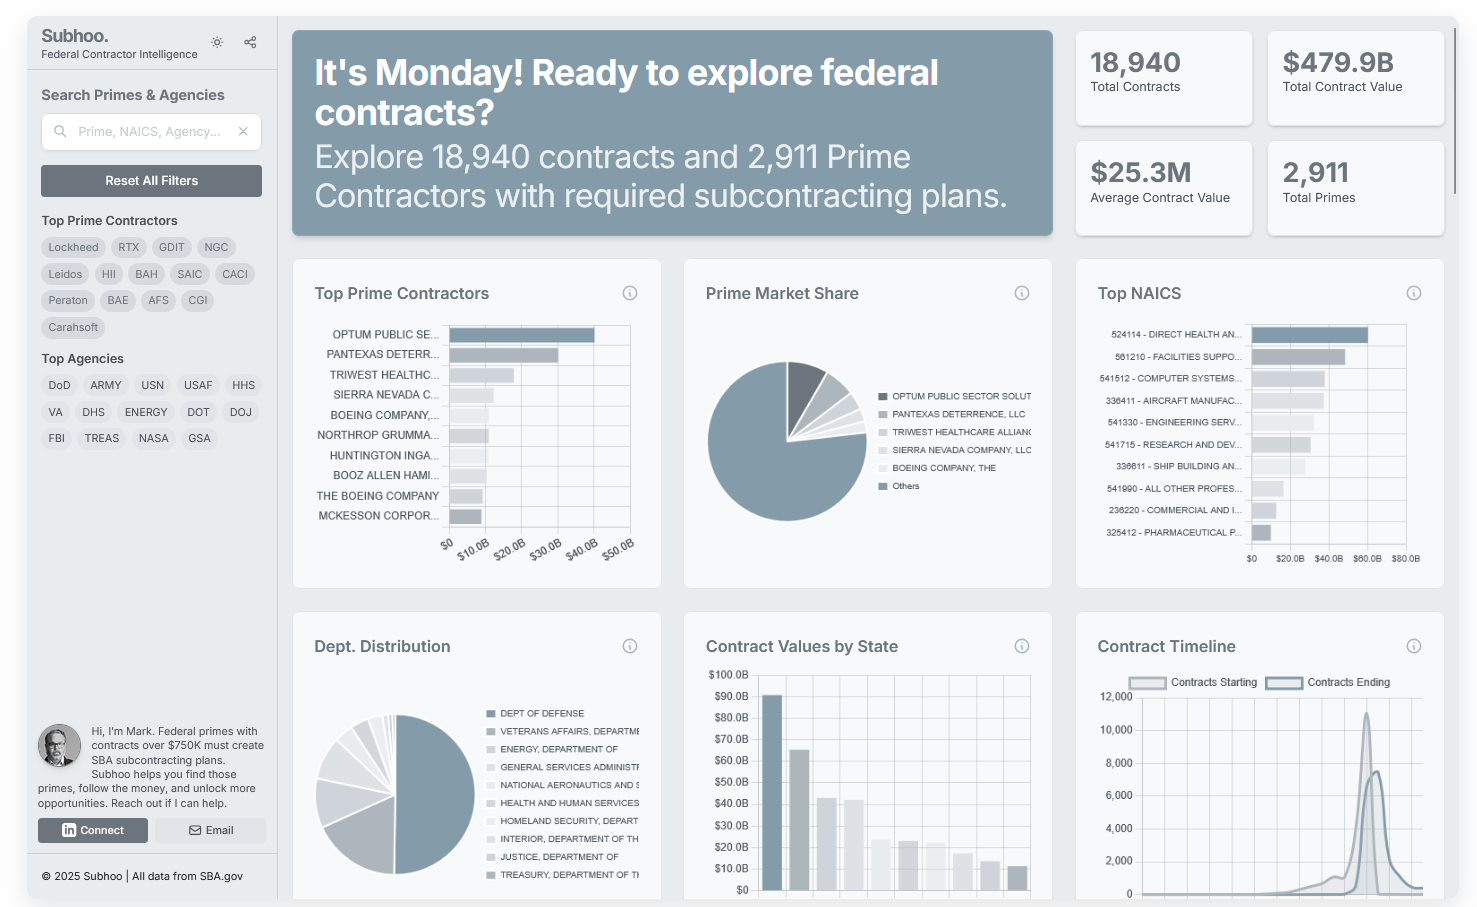 Subhoo.
Federal Contractor Intelligence
Search Primes & Agencies
Prime, NAICS, Agency...
Reset All Filters
Top Prime Contractors
Lockheed RTX GDIT NGC
Leidos HII BAH SAIC CACI
Peraton BAE AFS CGI
Carahsoft
Top Agencies
DoD ARMY USN USAF HHS
VA DHS ENERGY DOT DOJ
FBI TREAS NASA GSA
Hi, I'm Mark. Federal primes with
contracts over $750K must create
SBA subcontracting plans.
Subhoo helps you find those
primes, follow the money, and unlock more
opportunities. Reach out if I can help.
in Connect Email
© 2025 Subhoo | All data from SBA.gov
It's Monday! Ready to explore federal
contracts?
Explore 18,940 contracts and 2,911 Prime
Contractors with required subcontracting plans.
18,940
Total Contracts
$479.9B
Total Contract Value
$25.3M
Average Contract Value
2,911
Total Primes
Top Prime Contractors
OPTUM PUBLIC SE...
PANTEXAS DETERR...
TRIWEST HEALTHC...
SIERRA NEVADA C...
BOEING COMPANY,...
NORTHROP GRUMMA...
HUNTINGTON INGA...
BOOZ ALLEN HAMI...
THE BOEING COMPANY
MCKESSON CORPOR...
$0 $10.0B $20.0B $30.0B $40.0B $50.0B
Prime Market Share
OPTUM PUBLIC SECTOR SOLUT
PANTEXAS DETERRENCE, LLC
TRIWEST HEALTHCARE ALLIANC
SIERRA NEVADA COMPANY, LLC
BOEING COMPANY, THE
Others
Top NAICS
524114 - DIRECT HEALTH AN...
561210 - FACILITIES SUPPO...
541512 - COMPUTER SYSTEMS...
336411 - AIRCRAFT MANUFAC...
541330 - ENGINEERING SERV...
541715 - RESEARCH AND DEV...
336611 - SHIP BUILDING AN...
541990 - ALL OTHER PROFES...
236220 - COMMERCIAL AND I...
325412 - PHARMACEUTICAL P...
$0 $20.0B $40.0B $60.0B $80.0B
Dept. Distribution
DEPT OF DEFENSE
VETERANS AFFAIRS, DEPARTME
ENERGY, DEPARTMENT OF
GENERAL SERVICES ADMINISTR
NATIONAL AERONAUTICS AND S
HEALTH AND HUMAN SERVICES
HOMELAND SECURITY, DEPART
INTERIOR, DEPARTMENT OF TH
JUSTICE, DEPARTMENT OF
TREASURY, DEPARTMENT OF TH
Contract Values by State
$100.0B
$90.0B
$80.0B
$70.0B
$60.0B
$50.0B
$40.0B
$30.0B
$20.0B
$10.0B
$0
Contract Timeline
Contracts Starting Contracts Ending
12,000
10,000
8,000
6,000
4,000
2,000
0